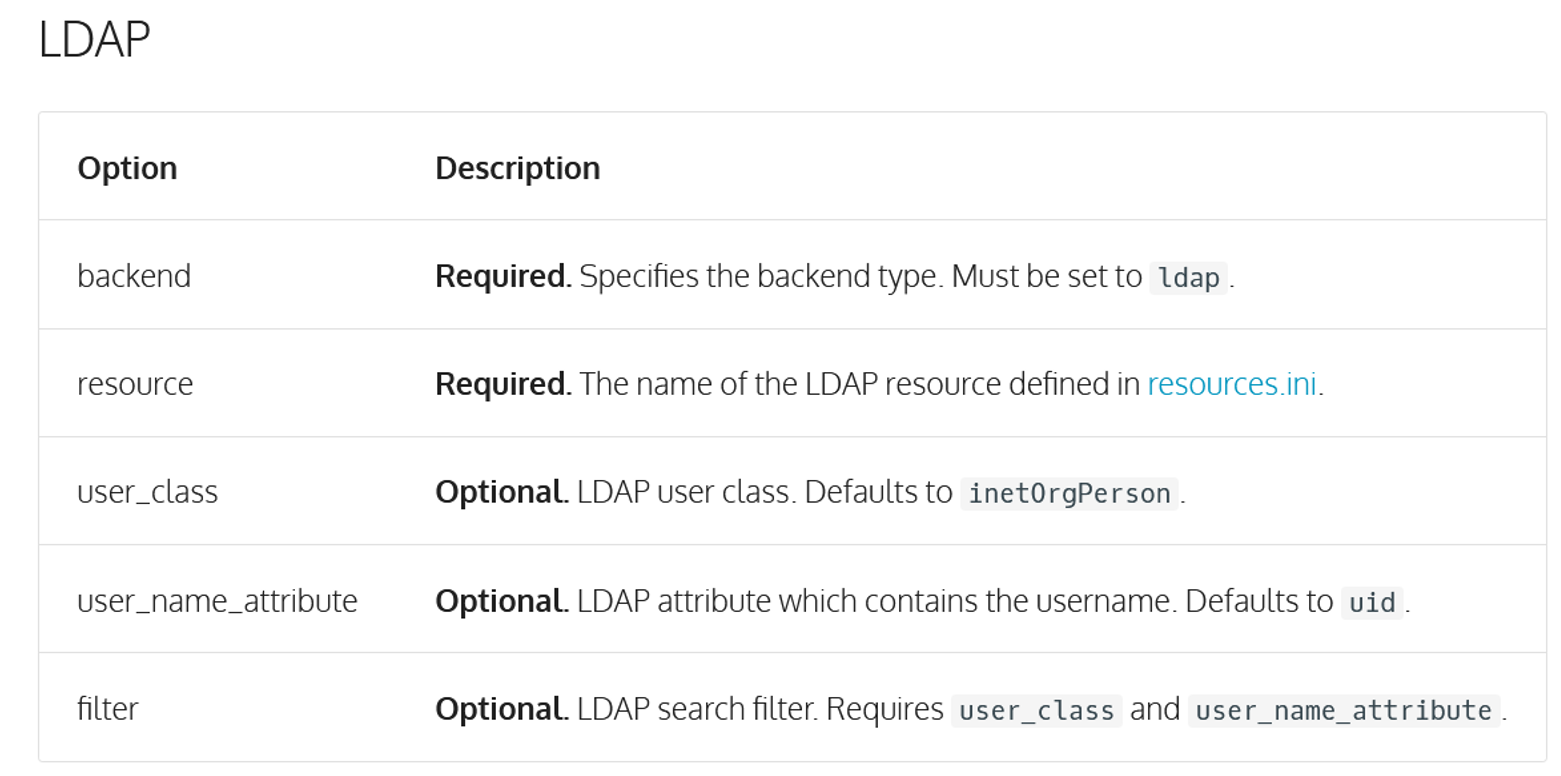 LDAP
Option Description
backend Required. Specifies the backend type. Must be set to ldap.
resource Required. The name of the LDAP resource defined in resources.ini.
user_class Optional. LDAP user class. Defaults to inetOrgPerson.
user_name_attribute Optional. LDAP attribute which contains the username. Defaults to uid.
filter Optional. LDAP search filter. Requires user_class and user_name_attribute.